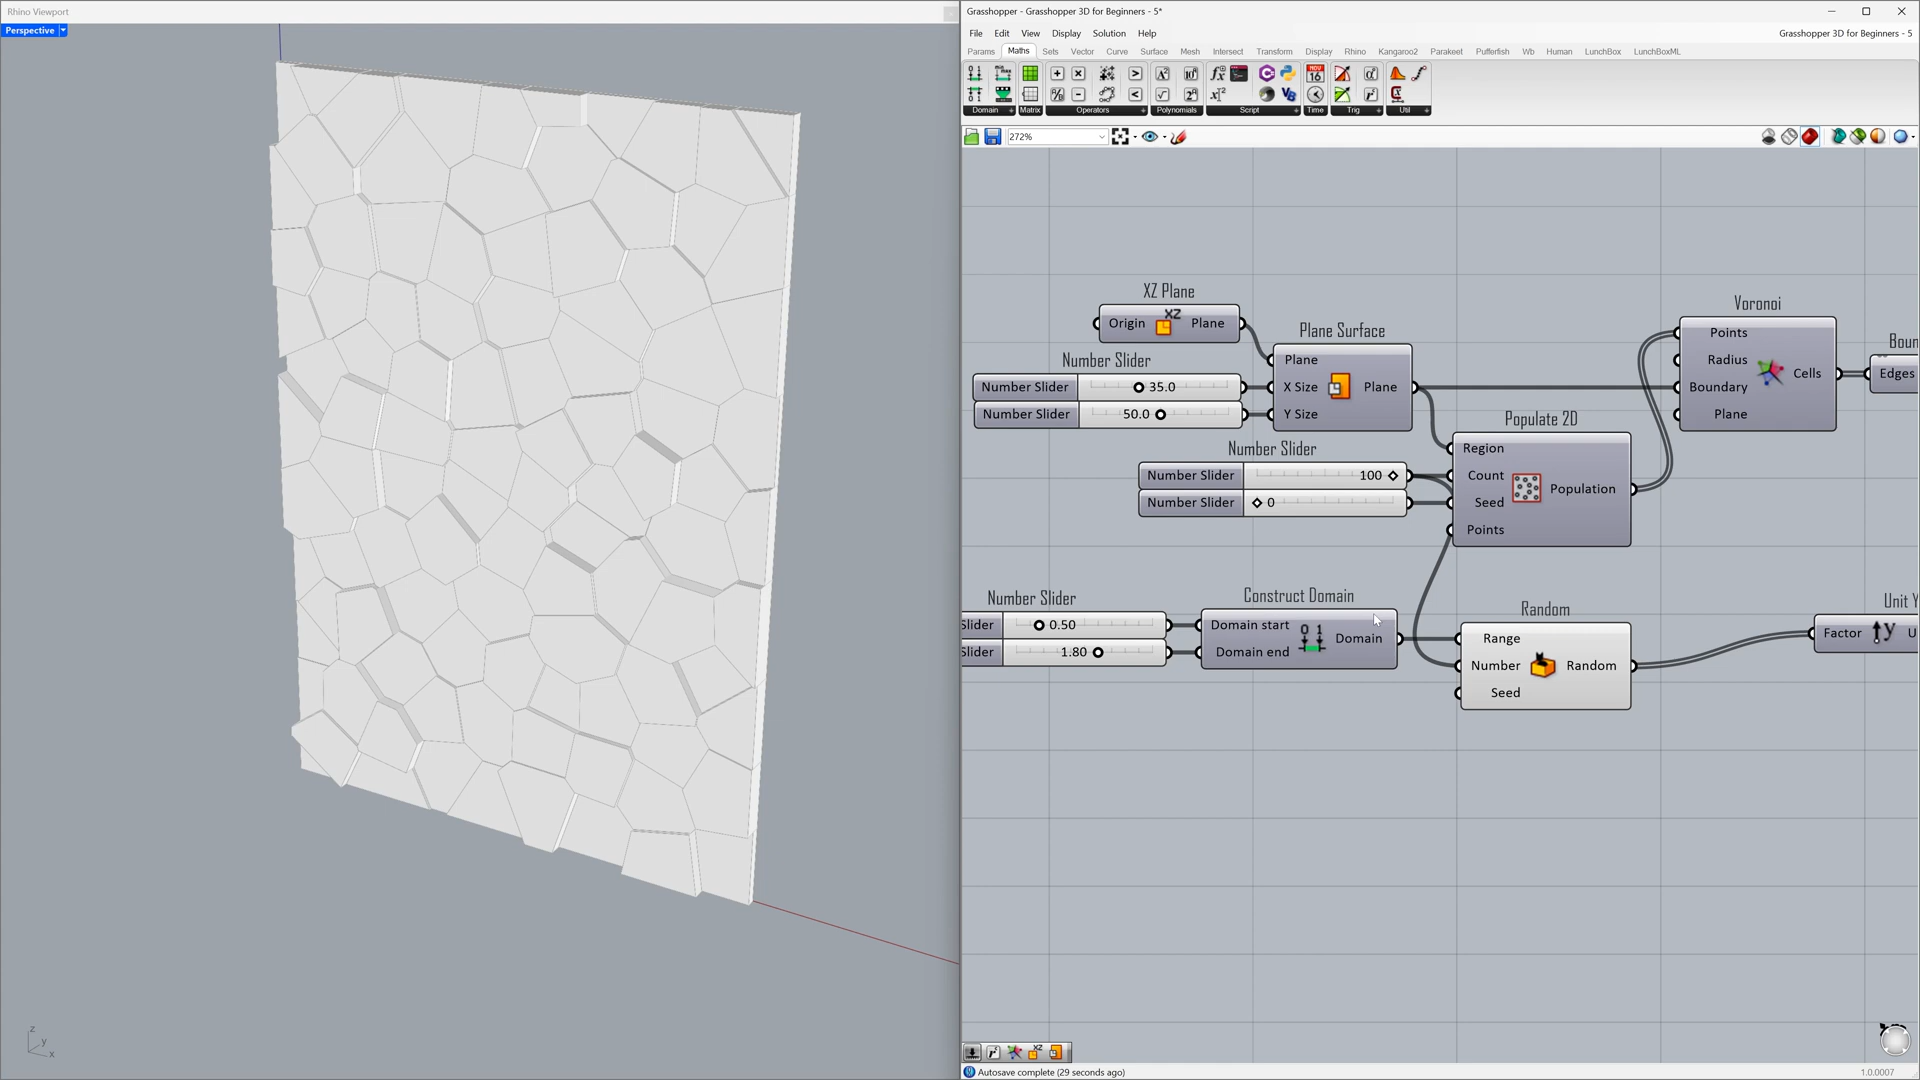 Rhino Viewport
Perspective
z
y
x
Grasshopper - Grasshopper 3D for Beginners - 5*
File Edit View Display Solution Help
Grasshopper 3D for Beginners - 5
Params Maths Sets Vector Curve Surface Mesh Intersect Transform Display Rhino Kangaroo2 Parakeet Pufferfish Wb Human LunchBox LunchBoxML
Domain Matrix Operators Polynomials Script Time Trig Util
272%
XZ Plane
Origin XZ Plane
Number Slider
Number Slider 35.0
Number Slider 50.0
Plane Surface
Plane
X Size
Y Size
Plane
Number Slider
Number Slider 100
Number Slider 0
Populate 2D
Region
Count
Seed
Points
Population
Voronoi
Points
Radius
Boundary
Plane
Cells
Boun
Edges
Number Slider
Slider 0.50
Slider 1.80
Construct Domain
Domain start
Domain end
0 1
Domain
Random
Range
Number
Seed
Random
Unit Y
Factor y U
XZ
Autosave complete (29 seconds ago)
1.0.0007